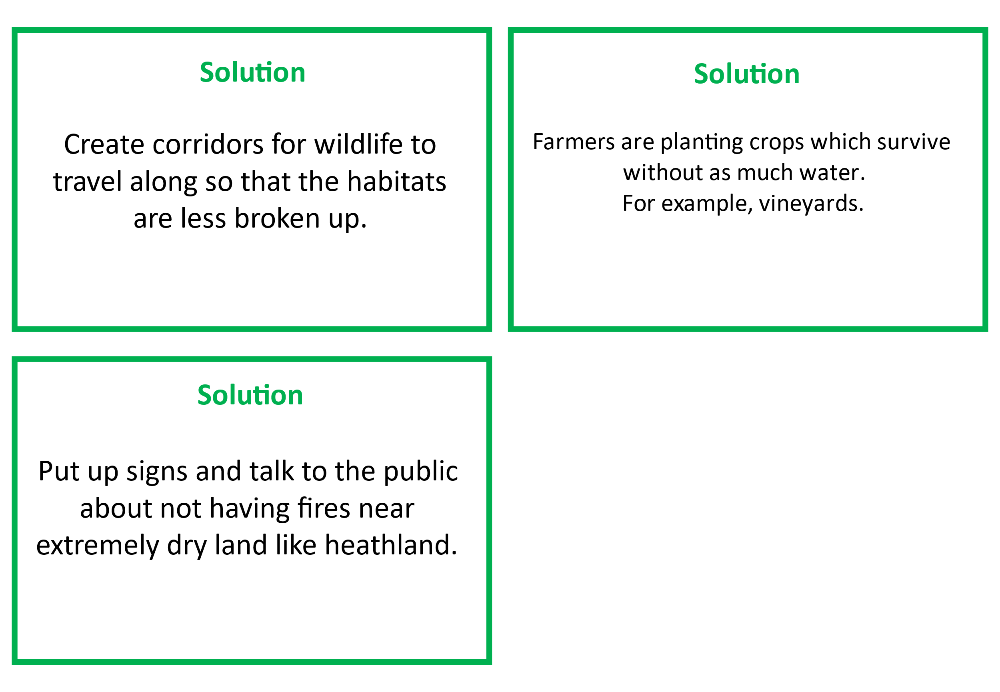 Solution
Create corridors for wildlife to
travel along so that the habitats
are less broken up.
Solution
Farmers are planting crops which survive
without as much water.
For example, vineyards.
Solution
Put up signs and talk to the public
about not having fires near
extremely dry land like heathland.